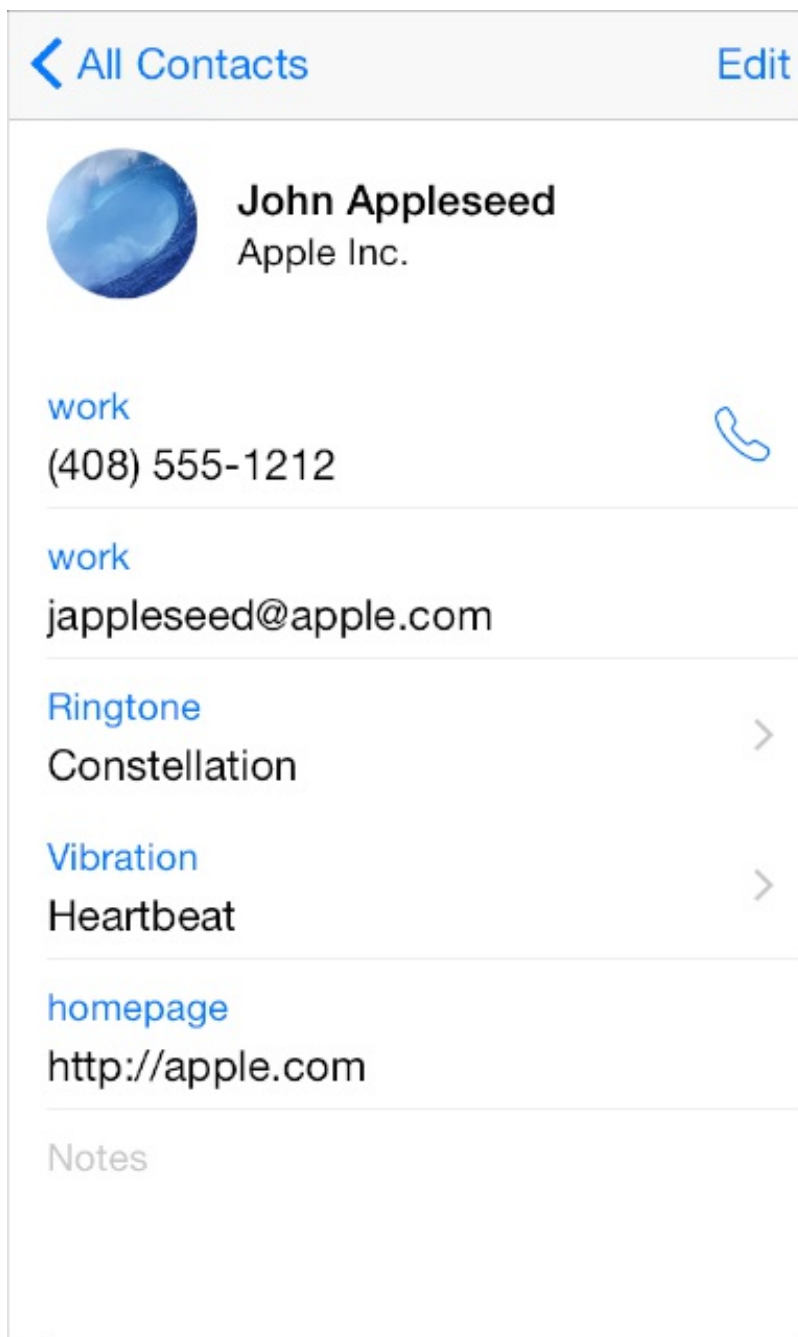 All Contacts Edit
John Appleseed
Apple Inc.
work
(408) 555-1212
work
jappleseed@apple.com
Ringtone
Constellation
Vibration
Heartbeat
homepage
http://apple.com
Notes